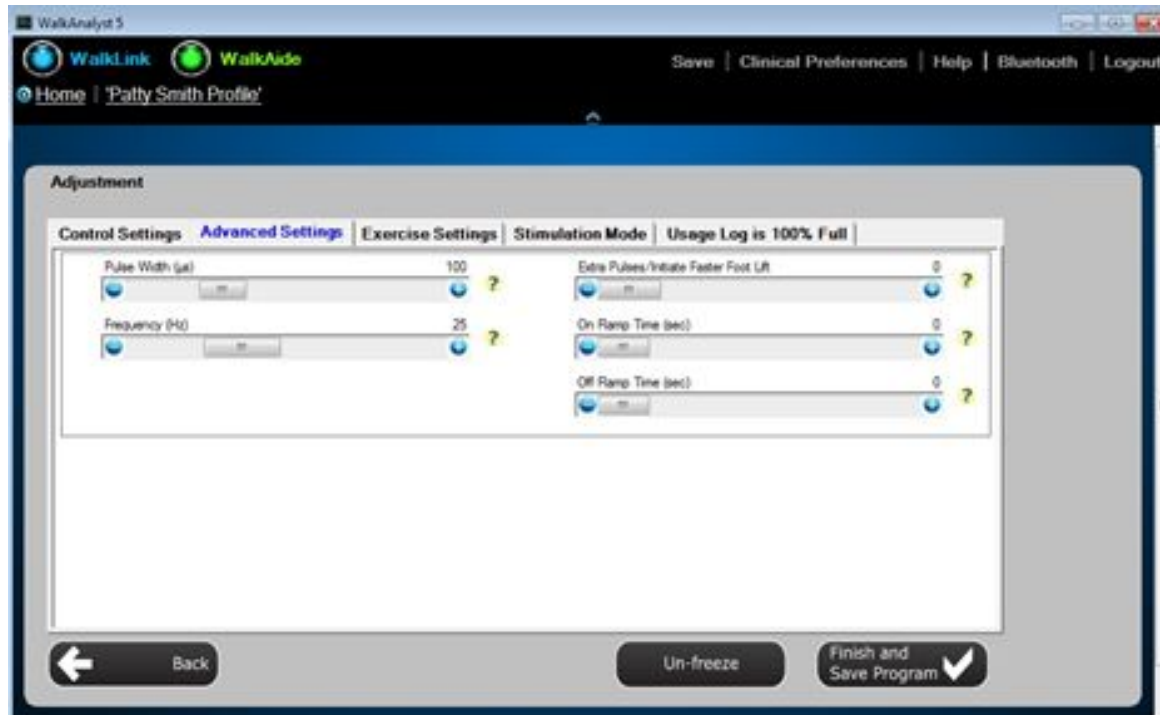 WalkAnalyst 5
WalkLink WalkAide
Save | Clinical Preferences | Help | Bluetooth | Logout
Home | 'Patty Smith Profile'
Adjustment
Control Settings Advanced Settings Exercise Settings Stimulation Mode Usage Log is 100% Full
Pulse Width (µs) 100 ?
Extra Pulses/Initiate Faster Foot Lift 0 ?
Frequency (Hz) 25 ?
On Ramp Time (sec) 0 ?
Off Ramp Time (sec) 0 ?
Back
Un-freeze
Finish and
Save Program